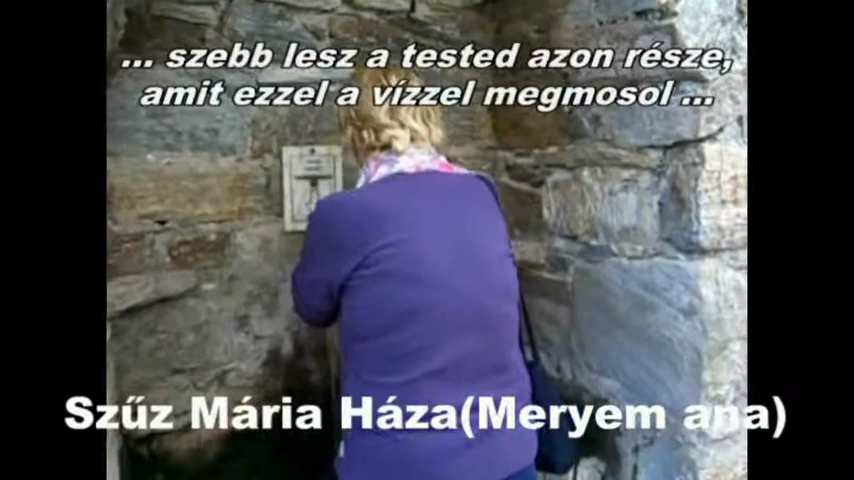 ... szebb lesz a tested azon része,
amit ezzel a vízzel megmosol ...
Szűz Mária Háza(Meryem ana)